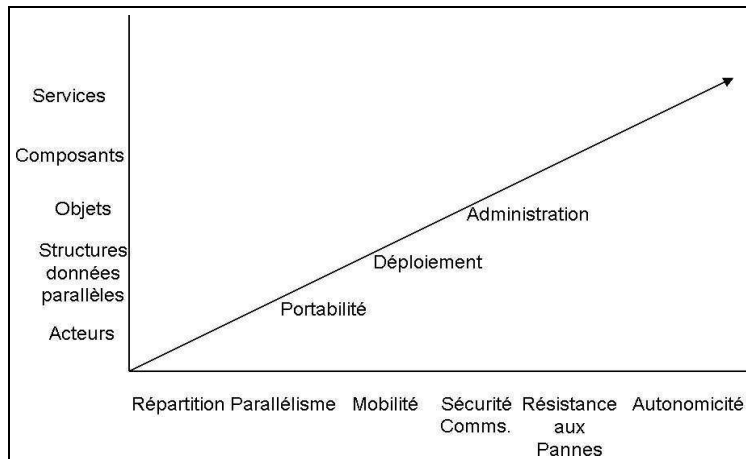 Services
Composants
Objets
Administration
Structures
données
parallèles
Déploiement
Portabilité
Acteurs
Répartition Parallélisme Mobilité Sécurité Résistance Autonomicité
Comms. aux
Pannes